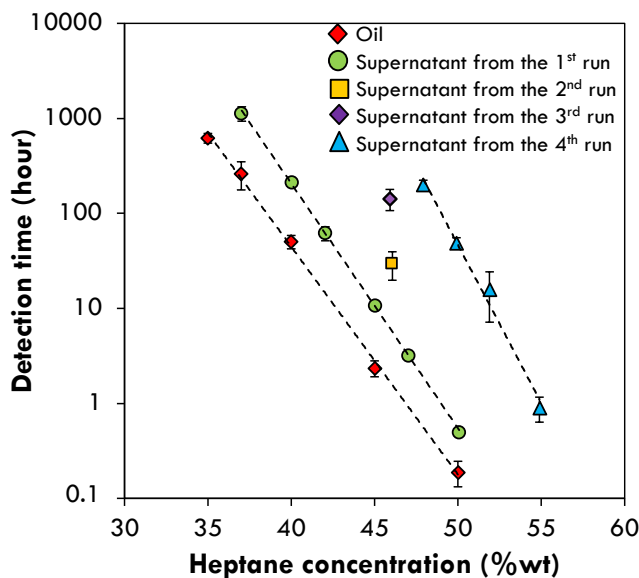 10000
Oil
Supernatant from the 1st run
Supernatant from the 2nd run
1000
Supernatant from the 3rd run
Supernatant from the 4th run
100
10
1
0.1
Detection time (hour)
30 35 40 45 50 55 60
Heptane concentration (%wt)